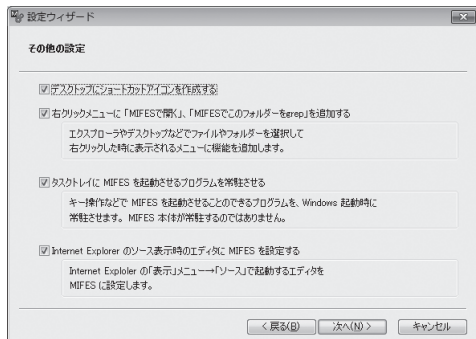 設定ウィザード
その他の設定
デスクトップにショートカットアイコンを作成する
右クリックメニューに「MIFESで開く」、「MIFESでこのフォルダーをgrep」を追加する
エクスプローラやデスクトップなどでファイルやフォルダーを選択して
右クリックした時に表示されるメニューに機能を追加します。
タスクトレイに MIFES を起動させるプログラムを常駐させる
キー操作などで MIFES を起動させることのできるプログラムを、Windows 起動時に
常駐させます。MIFES 本体が常駐するのではありません。
Internet Explorer のソース表示時のエディタに MIFES を設定する
Internet Exploler の「表示」メニュー→「ソース」で起動するエディタを
MIFES に設定します。
< 戻る(B) 次へ(N) > キャンセル